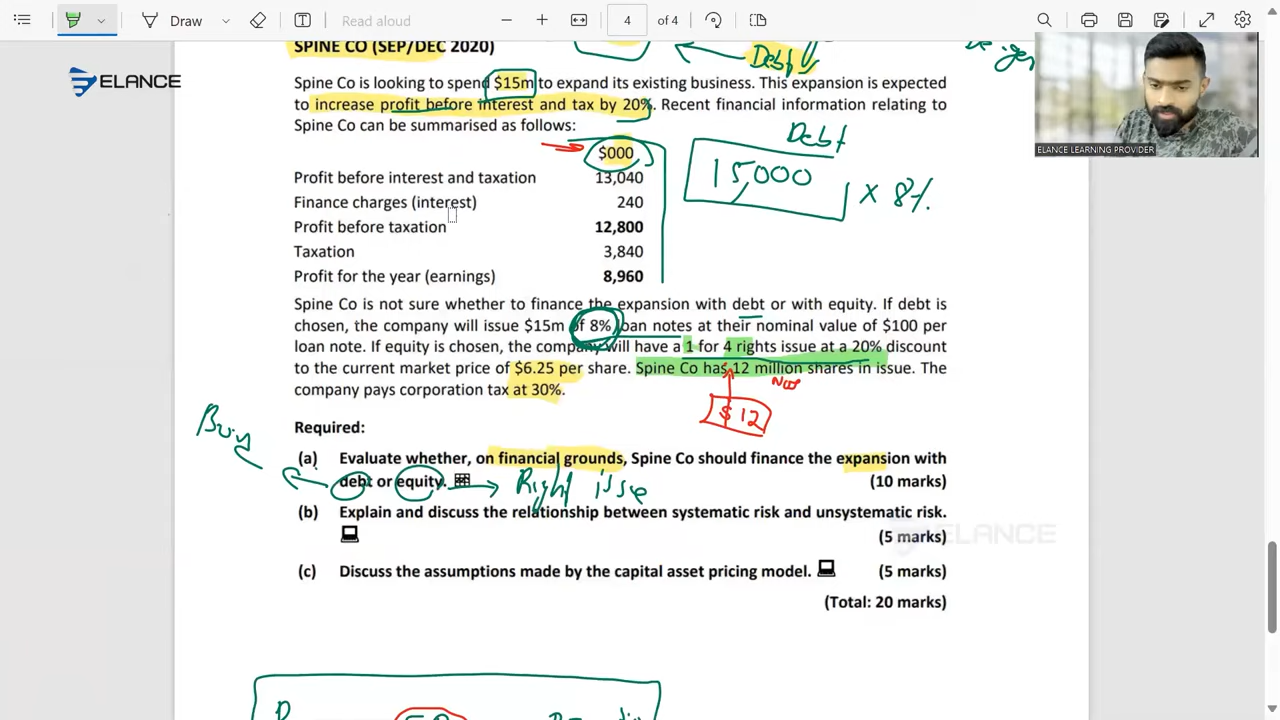 Draw
Read aloud
4
of 4
SPINE CO (SEP/DEC 2020)
Debt
ELANCE
Spine Co is looking to spend $15m to expand its existing business. This expansion is expected
to increase profit before interest and tax by 20%. Recent financial information relating to
Spine Co can be summarised as follows:
Debt
$000
15,000
x 8%
Profit before interest and taxation 13,040
Finance charges (interest) 240
Profit before taxation 12,800
Taxation 3,840
Profit for the year (earnings) 8,960
ELANCE LEARNING PROVIDER
Spine Co is not sure whether to finance the expansion with debt or with equity. If debt is
chosen, the company will issue $15m of 8% loan notes at their nominal value of $100 per
loan note. If equity is chosen, the company will have a 1 for 4 rights issue at a 20% discount
to the current market price of $6.25 per share. Spine Co has 12 million shares in issue. The
company pays corporation tax at 30%.
$ 12
Required:
(a) Evaluate whether, on financial grounds, Spine Co should finance the expansion with
debt or equity. (10 marks)
Right issue
(b) Explain and discuss the relationship between systematic risk and unsystematic risk.
(5 marks)
ELANCE
(c) Discuss the assumptions made by the capital asset pricing model. (5 marks)
(Total: 20 marks)